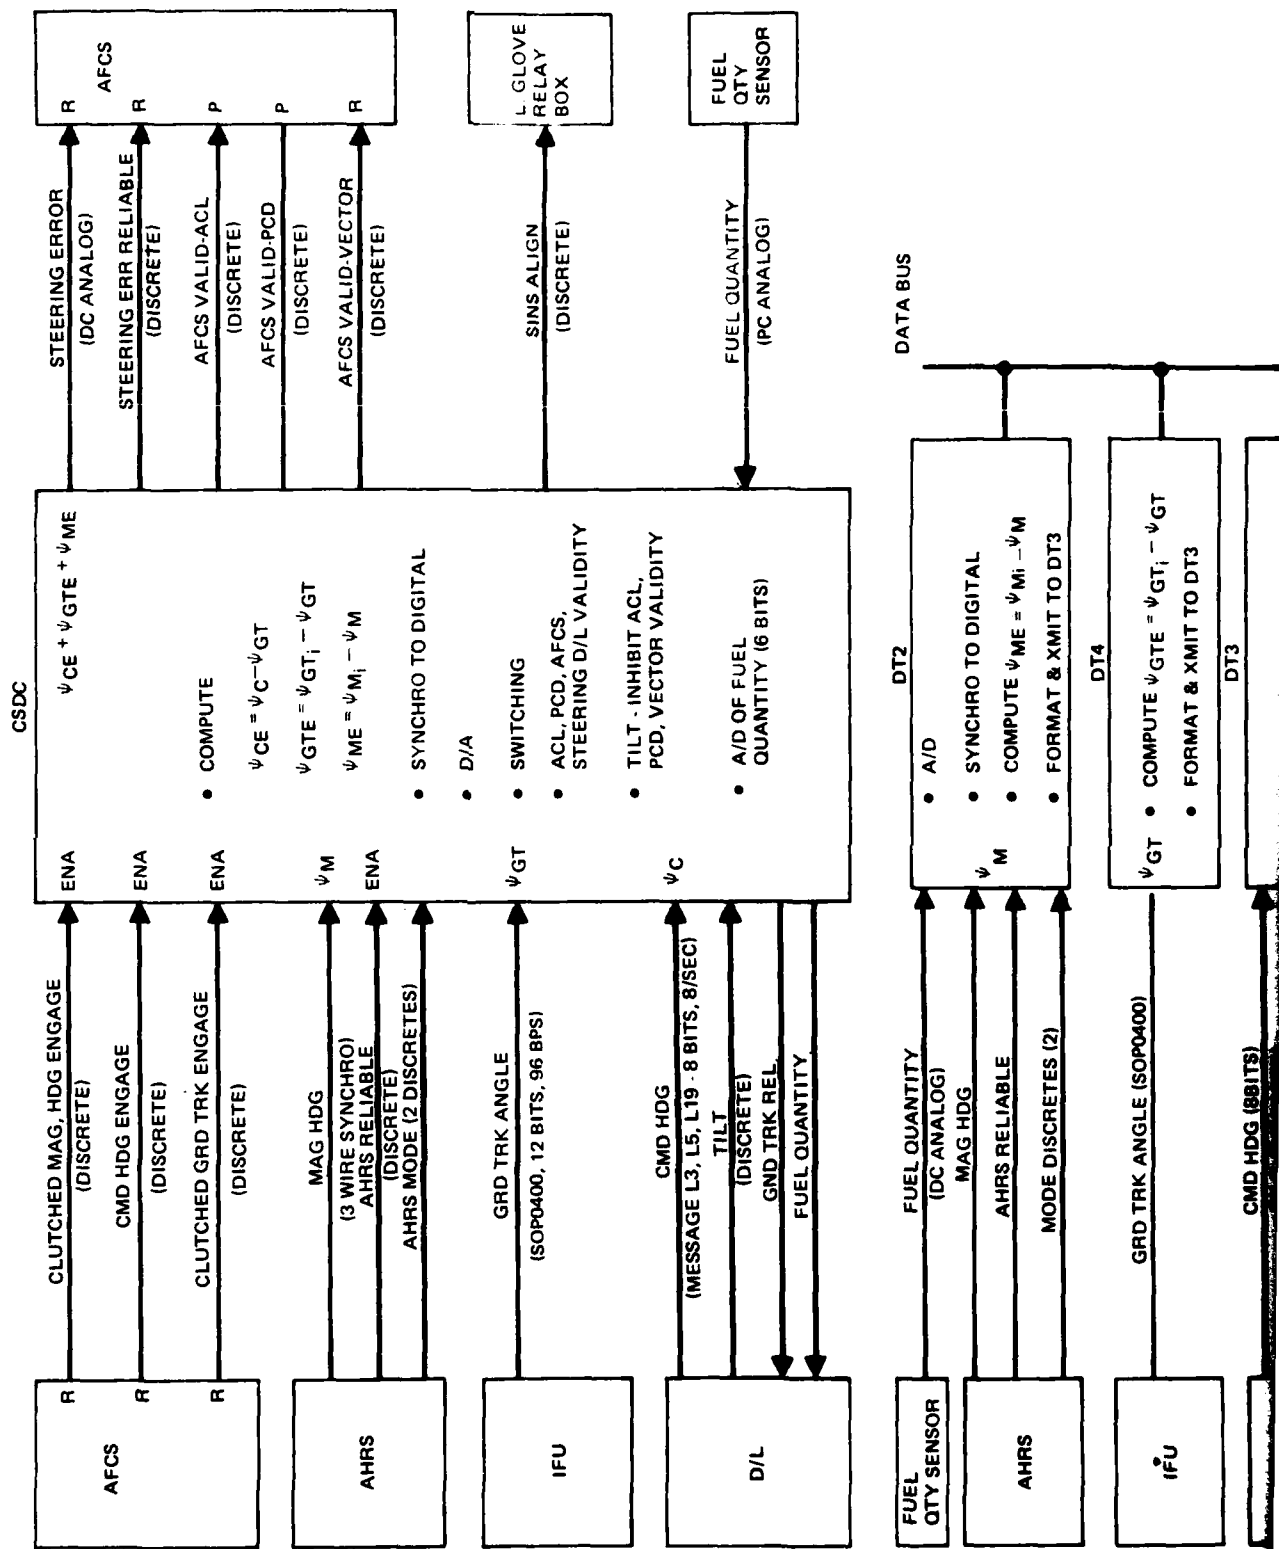 CSDC
AFCS
R
R
R
CLUTCHED MAG, HDG ENGAGE
(DISCRETE)
CMD HDG ENGAGE
(DISCRETE)
CLUTCHED GRD TRK ENGAGE
(DISCRETE)
AHRS
MAG HDG
(3 WIRE SYNCHRO)
AHRS RELIABLE
(DISCRETE)
AHRS MODE (2 DISCRETES)
IFU
GRD TRK ANGLE
(SOP0400, 12 BITS, 96 BPS)
D/L
CMD HDG
(MESSAGE L3, L5, L19 - 8 BITS, 8/SEC)
TILT
(DISCRETE)
GND TRK REL
FUEL QUANTITY
ENA
ENA
ENA
ψM
ENA
ψGT
ψC
ψCE + ψGTE + ψME
• COMPUTE
ψCE = ψC – ψGT
ψGTE = ψGTi – ψGT
ψME = ψMi – ψM
• SYNCHRO TO DIGITAL
• D/A
• SWITCHING
• ACL, PCD, AFCS,
STEERING D/L VALIDITY
• TILT - INHIBIT ACL,
PCD, VECTOR VALIDITY
• A/D OF FUEL
QUANTITY (6 BITS)
STEERING ERROR
(DC ANALOG)
STEERING ERR RELIABLE
(DISCRETE)
AFCS VALID-ACL
(DISCRETE)
AFCS VALID-PCD
(DISCRETE)
AFCS VALID-VECTOR
(DISCRETE)
R
R
P
P
R
AFCS
SINS ALIGN
(DISCRETE)
L. GLOVE
RELAY
BOX
FUEL QUANTITY
(PC ANALOG)
FUEL
QTY
SENSOR
FUEL
QTY SENSOR
FUEL QUANTITY
(DC ANALOG)
AHRS
MAG HDG
AHRS RELIABLE
MODE DISCRETES (2)
DT2
ψM
• A/D
• SYNCHRO TO DIGITAL
• COMPUTE ψME = ψMi – ψM
• FORMAT & XMIT TO DT3
DATA BUS
IFU
GRD TRK ANGLE (SOP0400)
DT4
ψGT
• COMPUTE ψGTE = ψGTi – ψGT
• FORMAT & XMIT TO DT3
CMD HDG (8BITS)
DT3